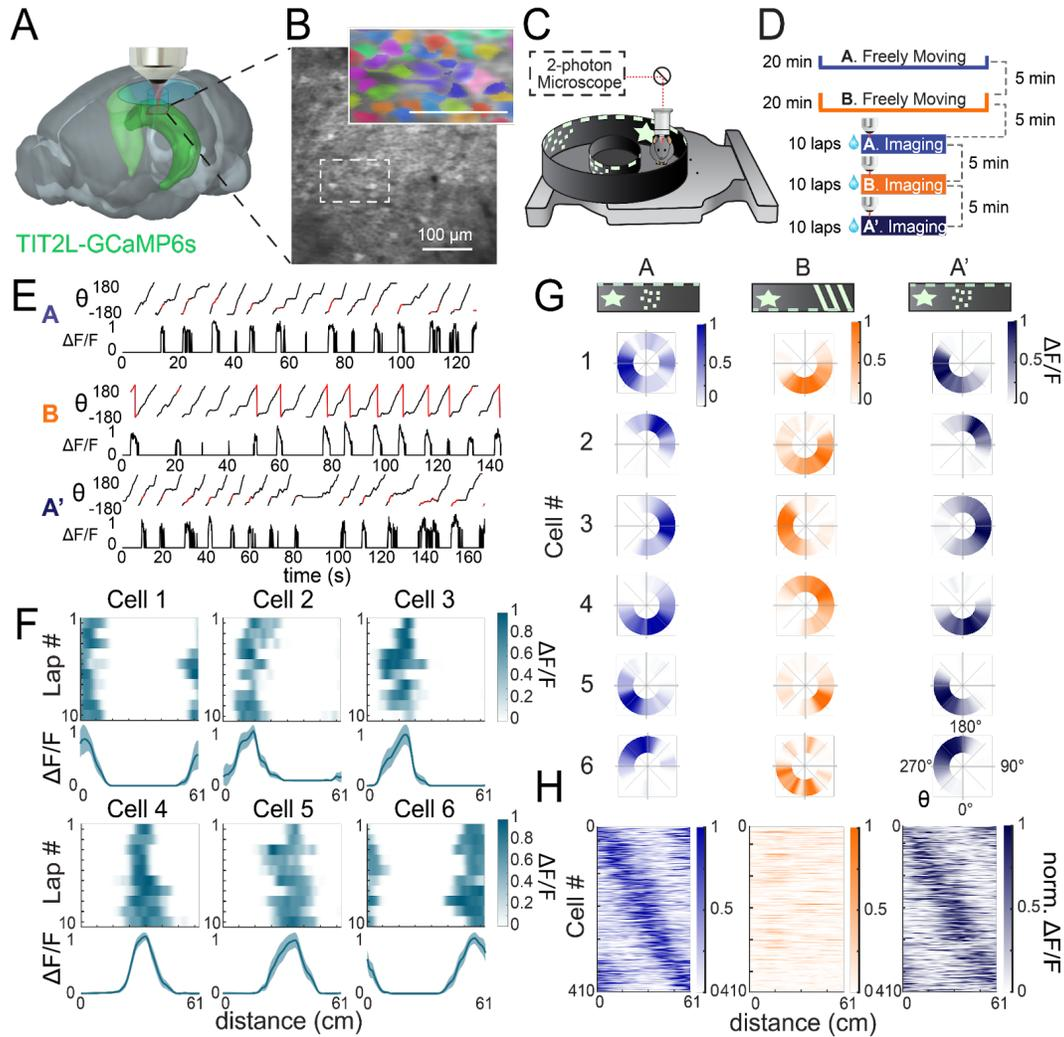 A
B
C
D
TIT2L-GCaMP6s
100 µm
2-photon
Microscope
20 min
A. Freely Moving
5 min
20 min
B. Freely Moving
5 min
10 laps
A. Imaging
5 min
10 laps
B. Imaging
5 min
10 laps
A'. Imaging
E
A
θ
180
-180
ΔF/F
1
0
20
40
60
80
100
120
B
θ
180
-180
ΔF/F
1
0
20
40
60
80
100
120
140
A'
θ
180
-180
ΔF/F
1
0
20
40
60
80
100
120
140
160
time (s)
F
Cell 1
Cell 2
Cell 3
Lap #
1
10
1
10
1
10
1
0.8
0.6
0.4
0.2
0
ΔF/F
ΔF/F
1
0
0
61
1
0
0
61
1
0
0
61
Cell 4
Cell 5
Cell 6
Lap #
1
10
1
10
1
10
1
0.8
0.6
0.4
0.2
0
ΔF/F
ΔF/F
1
0
0
61
1
0
0
61
1
0
0
61
distance (cm)
G
A
B
A'
Cell #
1
2
3
4
5
6
1
0.5
0
1
0.5
0
1
0.5
0
ΔF/F
180°
270°
90°
θ
0°
H
Cell #
0
410
0
61
1
0.5
0
0
410
0
61
1
0.5
0
0
410
0
61
1
0.5
0
norm. ΔF/F
distance (cm)